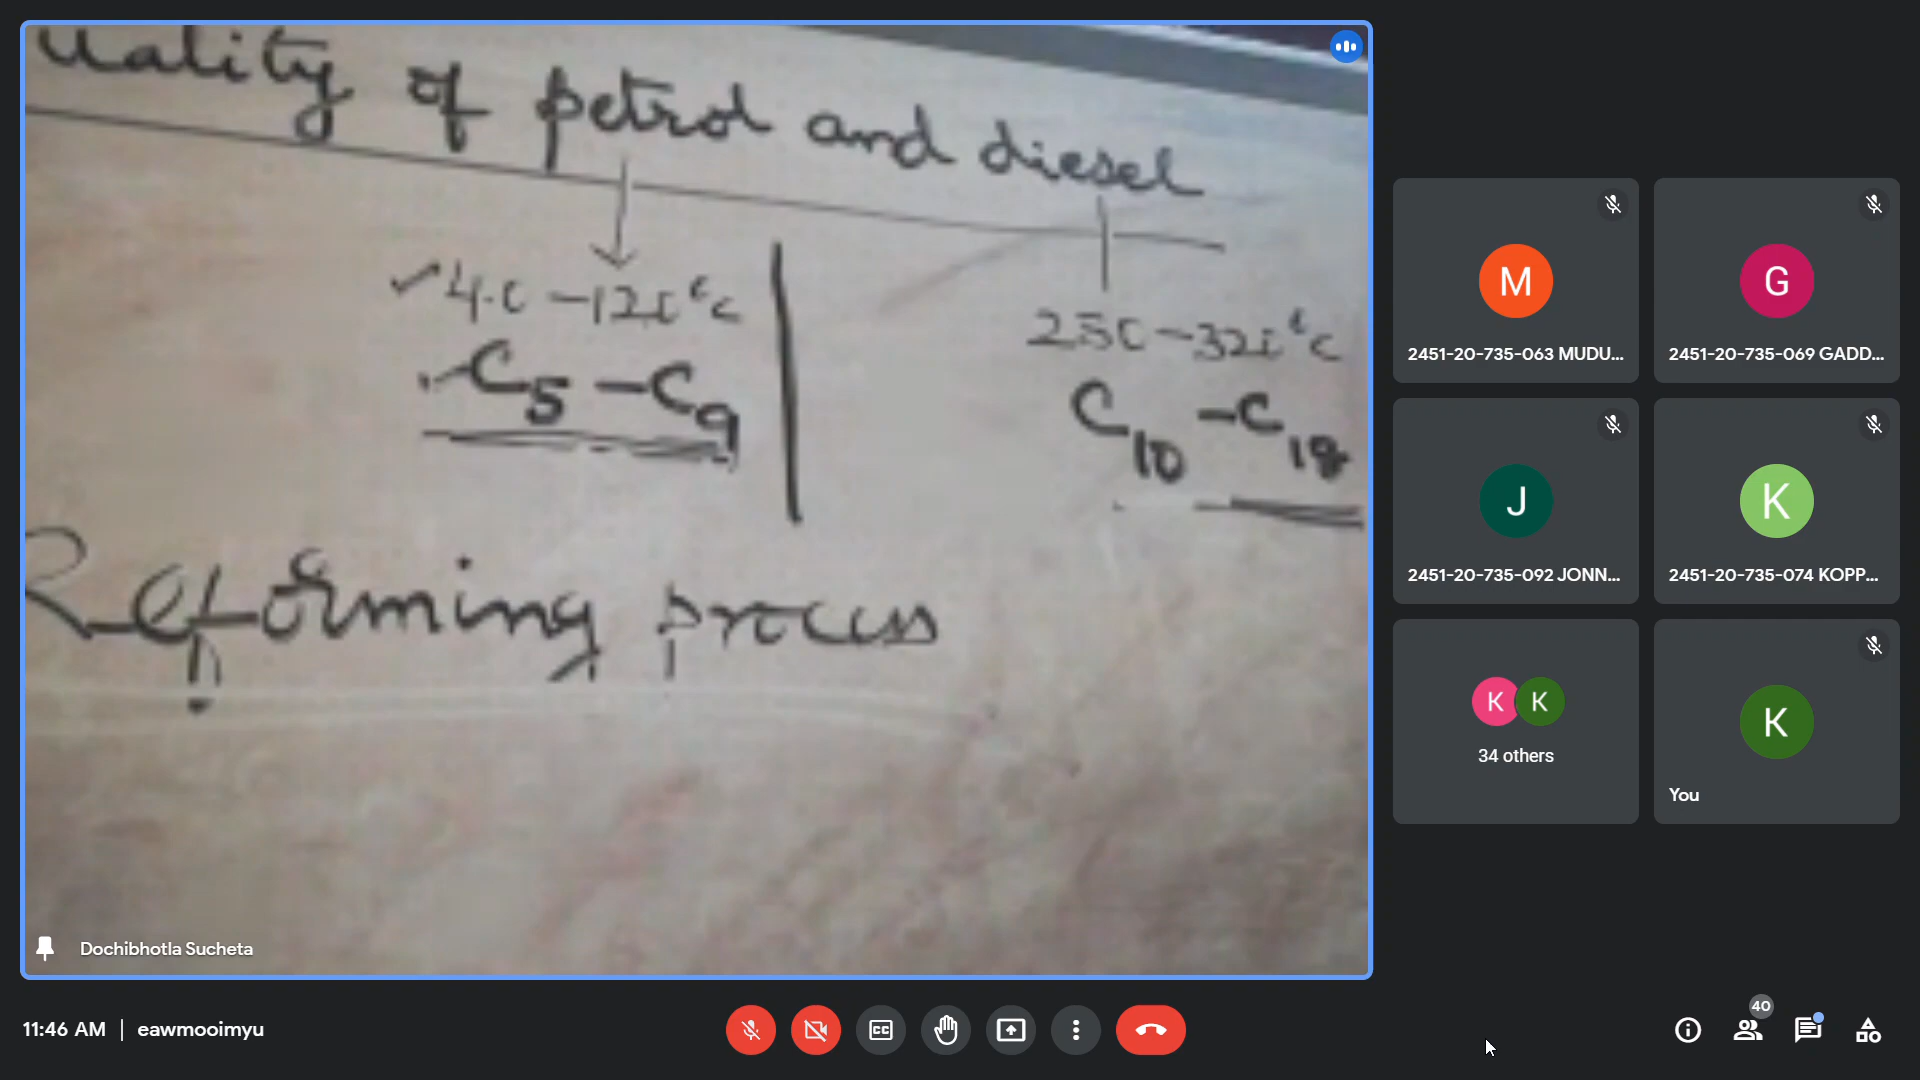 uality of petrol and diesel
✓40 – 120°C
250 – 320°C
C5 – C9
C10 – C18
Reforming process
Dochibhotla Sucheta
M
2451-20-735-063 MUDU...
G
2451-20-735-069 GADD...
J
2451-20-735-092 JONN...
K
2451-20-735-074 KOPP...
K K
34 others
K
You
11:46 AM | eawmooimyu
CC
40